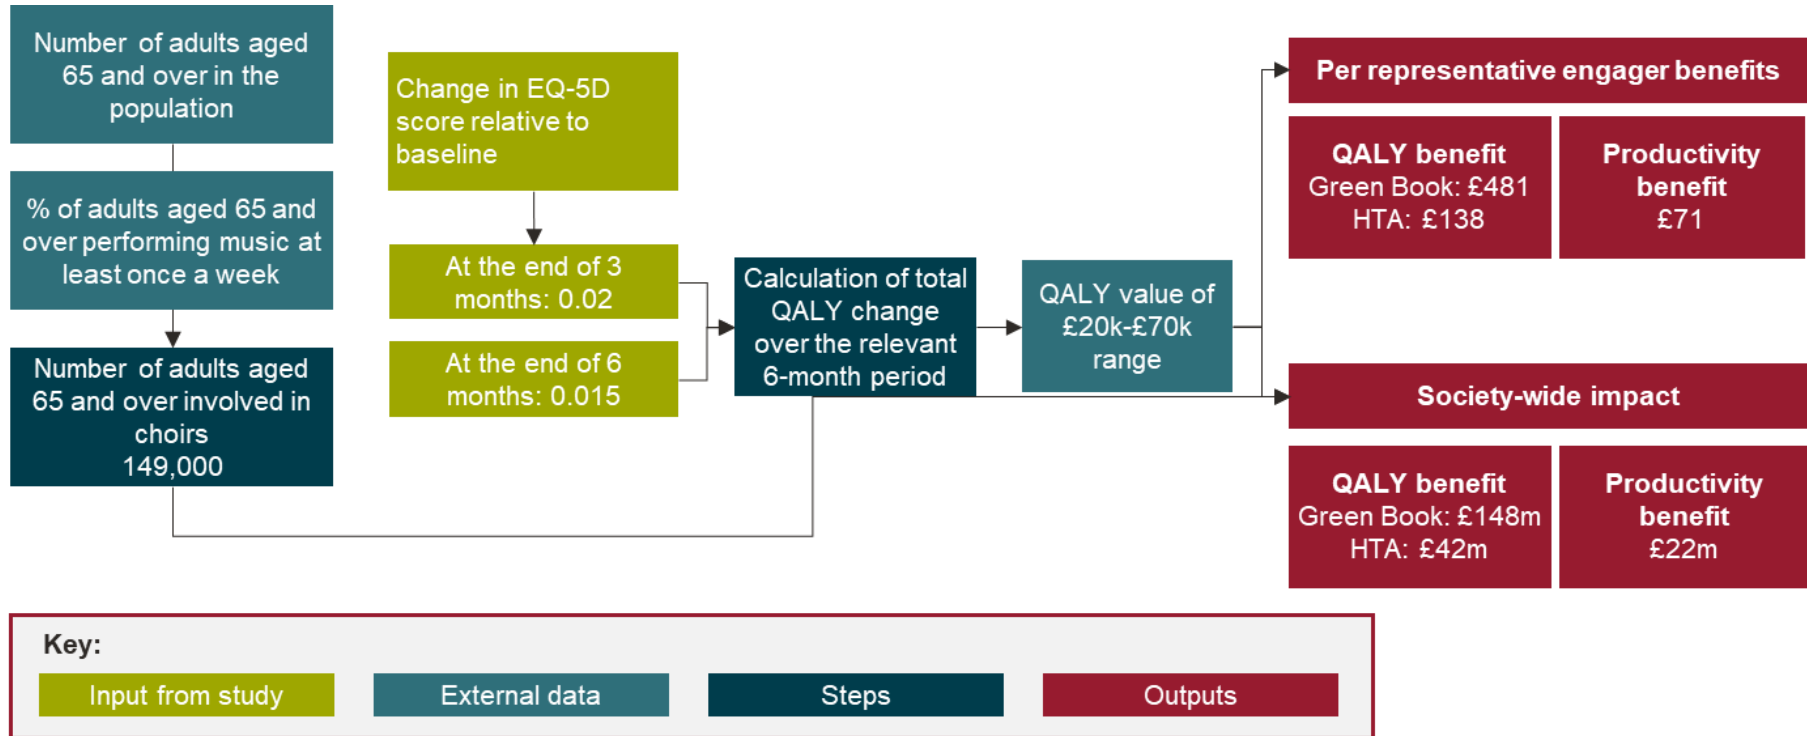 Number of adults aged
65 and over in the
population
% of adults aged 65 and
over performing music at
least once a week
Number of adults aged
65 and over involved in
choirs
149,000
Change in EQ-5D
score relative to
baseline
At the end of 3
months: 0.02
At the end of 6
months: 0.015
Calculation of total
QALY change
over the relevant
6-month period
QALY value of
£20k-£70k
range
Per representative engager benefits
QALY benefit
Green Book: £481
HTA: £138
Productivity
benefit
£71
Society-wide impact
QALY benefit
Green Book: £148m
HTA: £42m
Productivity
benefit
£22m
Key:
Input from study
External data
Steps
Outputs